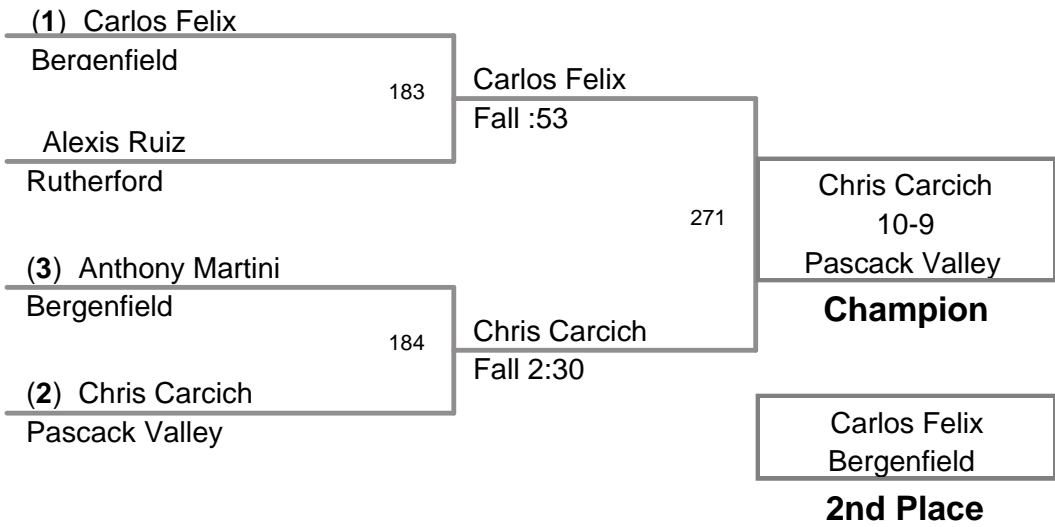 (1) Carlos Felix
Bergenfield
183
Alexis Ruiz
Rutherford
Carlos Felix
Fall :53
(3) Anthony Martini
Bergenfield
184
(2) Chris Carcich
Pascack Valley
Chris Carcich
Fall 2:30
271
Chris Carcich
10-9
Pascack Valley
Champion
Carlos Felix
Bergenfield
2nd Place